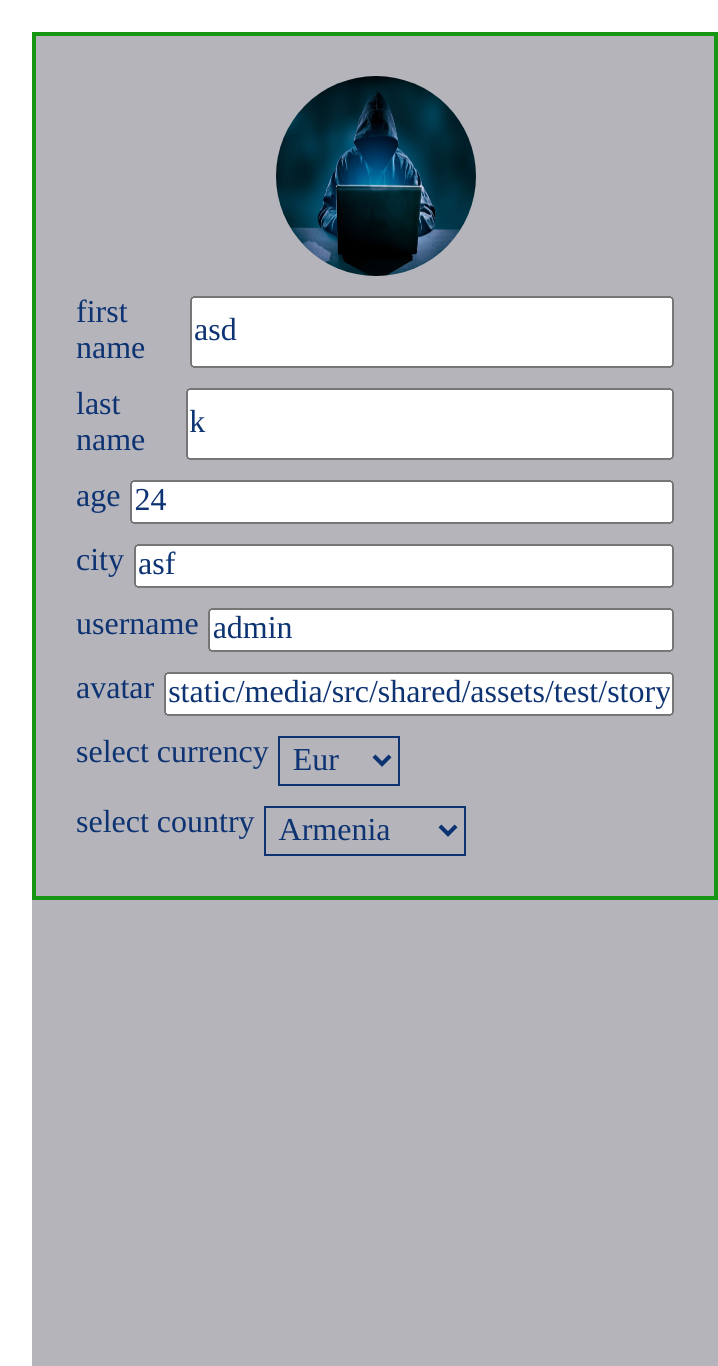 first name asd
last name k
age 24
city asf
username admin
avatar static/media/src/shared/assets/test/story
select currency Eur
select country Armenia